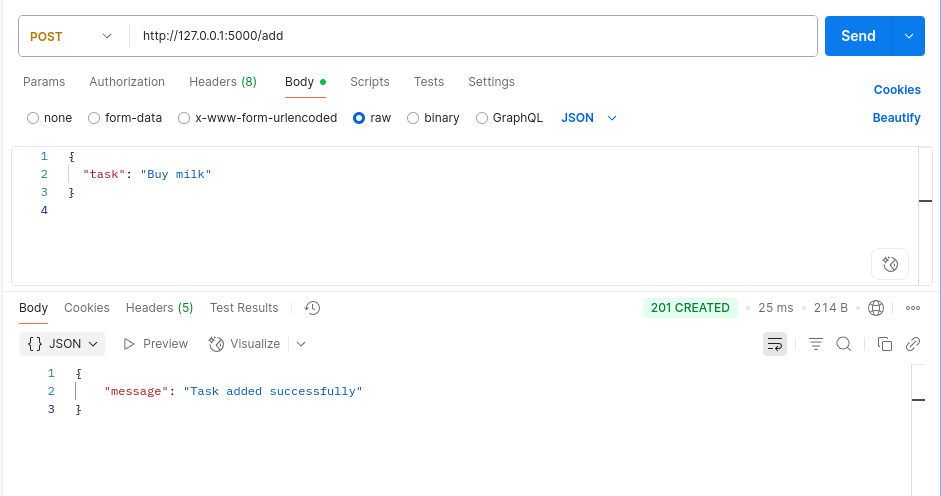 POST http://127.0.0.1:5000/add Send
Params Authorization Headers (8) Body Scripts Tests Settings Cookies
none form-data x-www-form-urlencoded raw binary GraphQL JSON Beautify
1 {
2 "task": "Buy milk"
3 }
4
Body Cookies Headers (5) Test Results 201 CREATED • 25 ms • 214 B •
{} JSON Preview Visualize
1 {
2 "message": "Task added successfully"
3 }